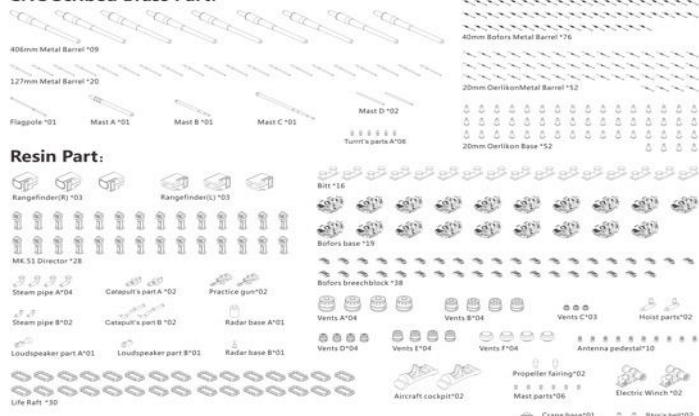 406mm Metal Barrel *09
127mm Metal Barrel *20
Flagpole *01
Mast A *01
Mast B *01
Mast C *01
Mast D *02
Turrrt's parts A*06
40mm Bofors Metal Barrel *76
20mm OerlikonMetal Barrel *52
20mm Oerlikon Base *52
Resin Part:
Rangefinder(R) *03
Rangefinder(L) *03
MK.51 Director *28
Steam pipe A*04
Catapult's part A *02
Practice gun*02
Steam pipe B*02
Catapult's part B *02
Radar base A*01
Loudspeaker part A*01
Loudspeaker part B*01
Radar base B*01
Life Raft *30
Bitt *16
Bofors base *19
Bofors breechblock *38
Vents A*04
Vents B*04
Vents C*03
Hoist parts*02
Vents D*04
Vents E*04
Vents F*04
Antenna pedestal*10
Aircraft cockpit*02
Propeller fairing*02
Mast parts*06
Electric Winch *02